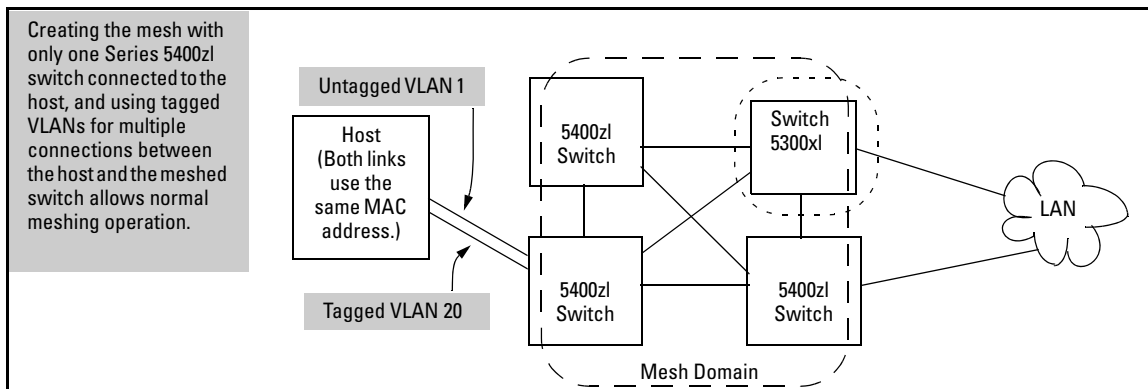 Creating the mesh with
only one Series 5400zl
switch connected to the
host, and using tagged
VLANs for multiple
connections between
the host and the meshed
switch allows normal
meshing operation.
Untagged VLAN 1
Host
(Both links
use the
same MAC
address.)
Tagged VLAN 20
5400zl
Switch
Switch
5300xl
5400zl
Switch
5400zl
Switch
LAN
Mesh Domain